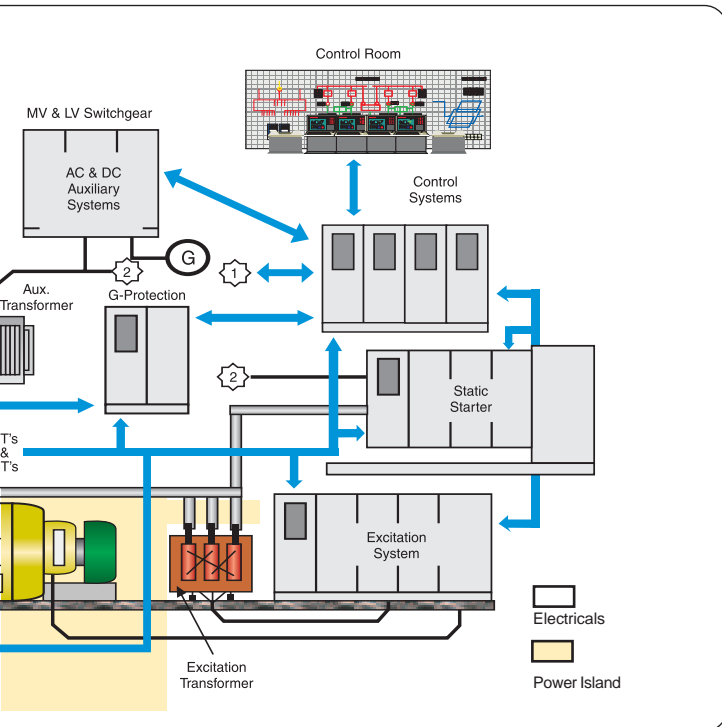 Control Room
MV & LV Switchgear
AC & DC
Auxiliary
Systems
Control
Systems
G
2
1
Aux.
Transformer
G-Protection
2
Static
Starter
T's
&
T's
Excitation
System
Electricals
Excitation
Transformer
Power Island